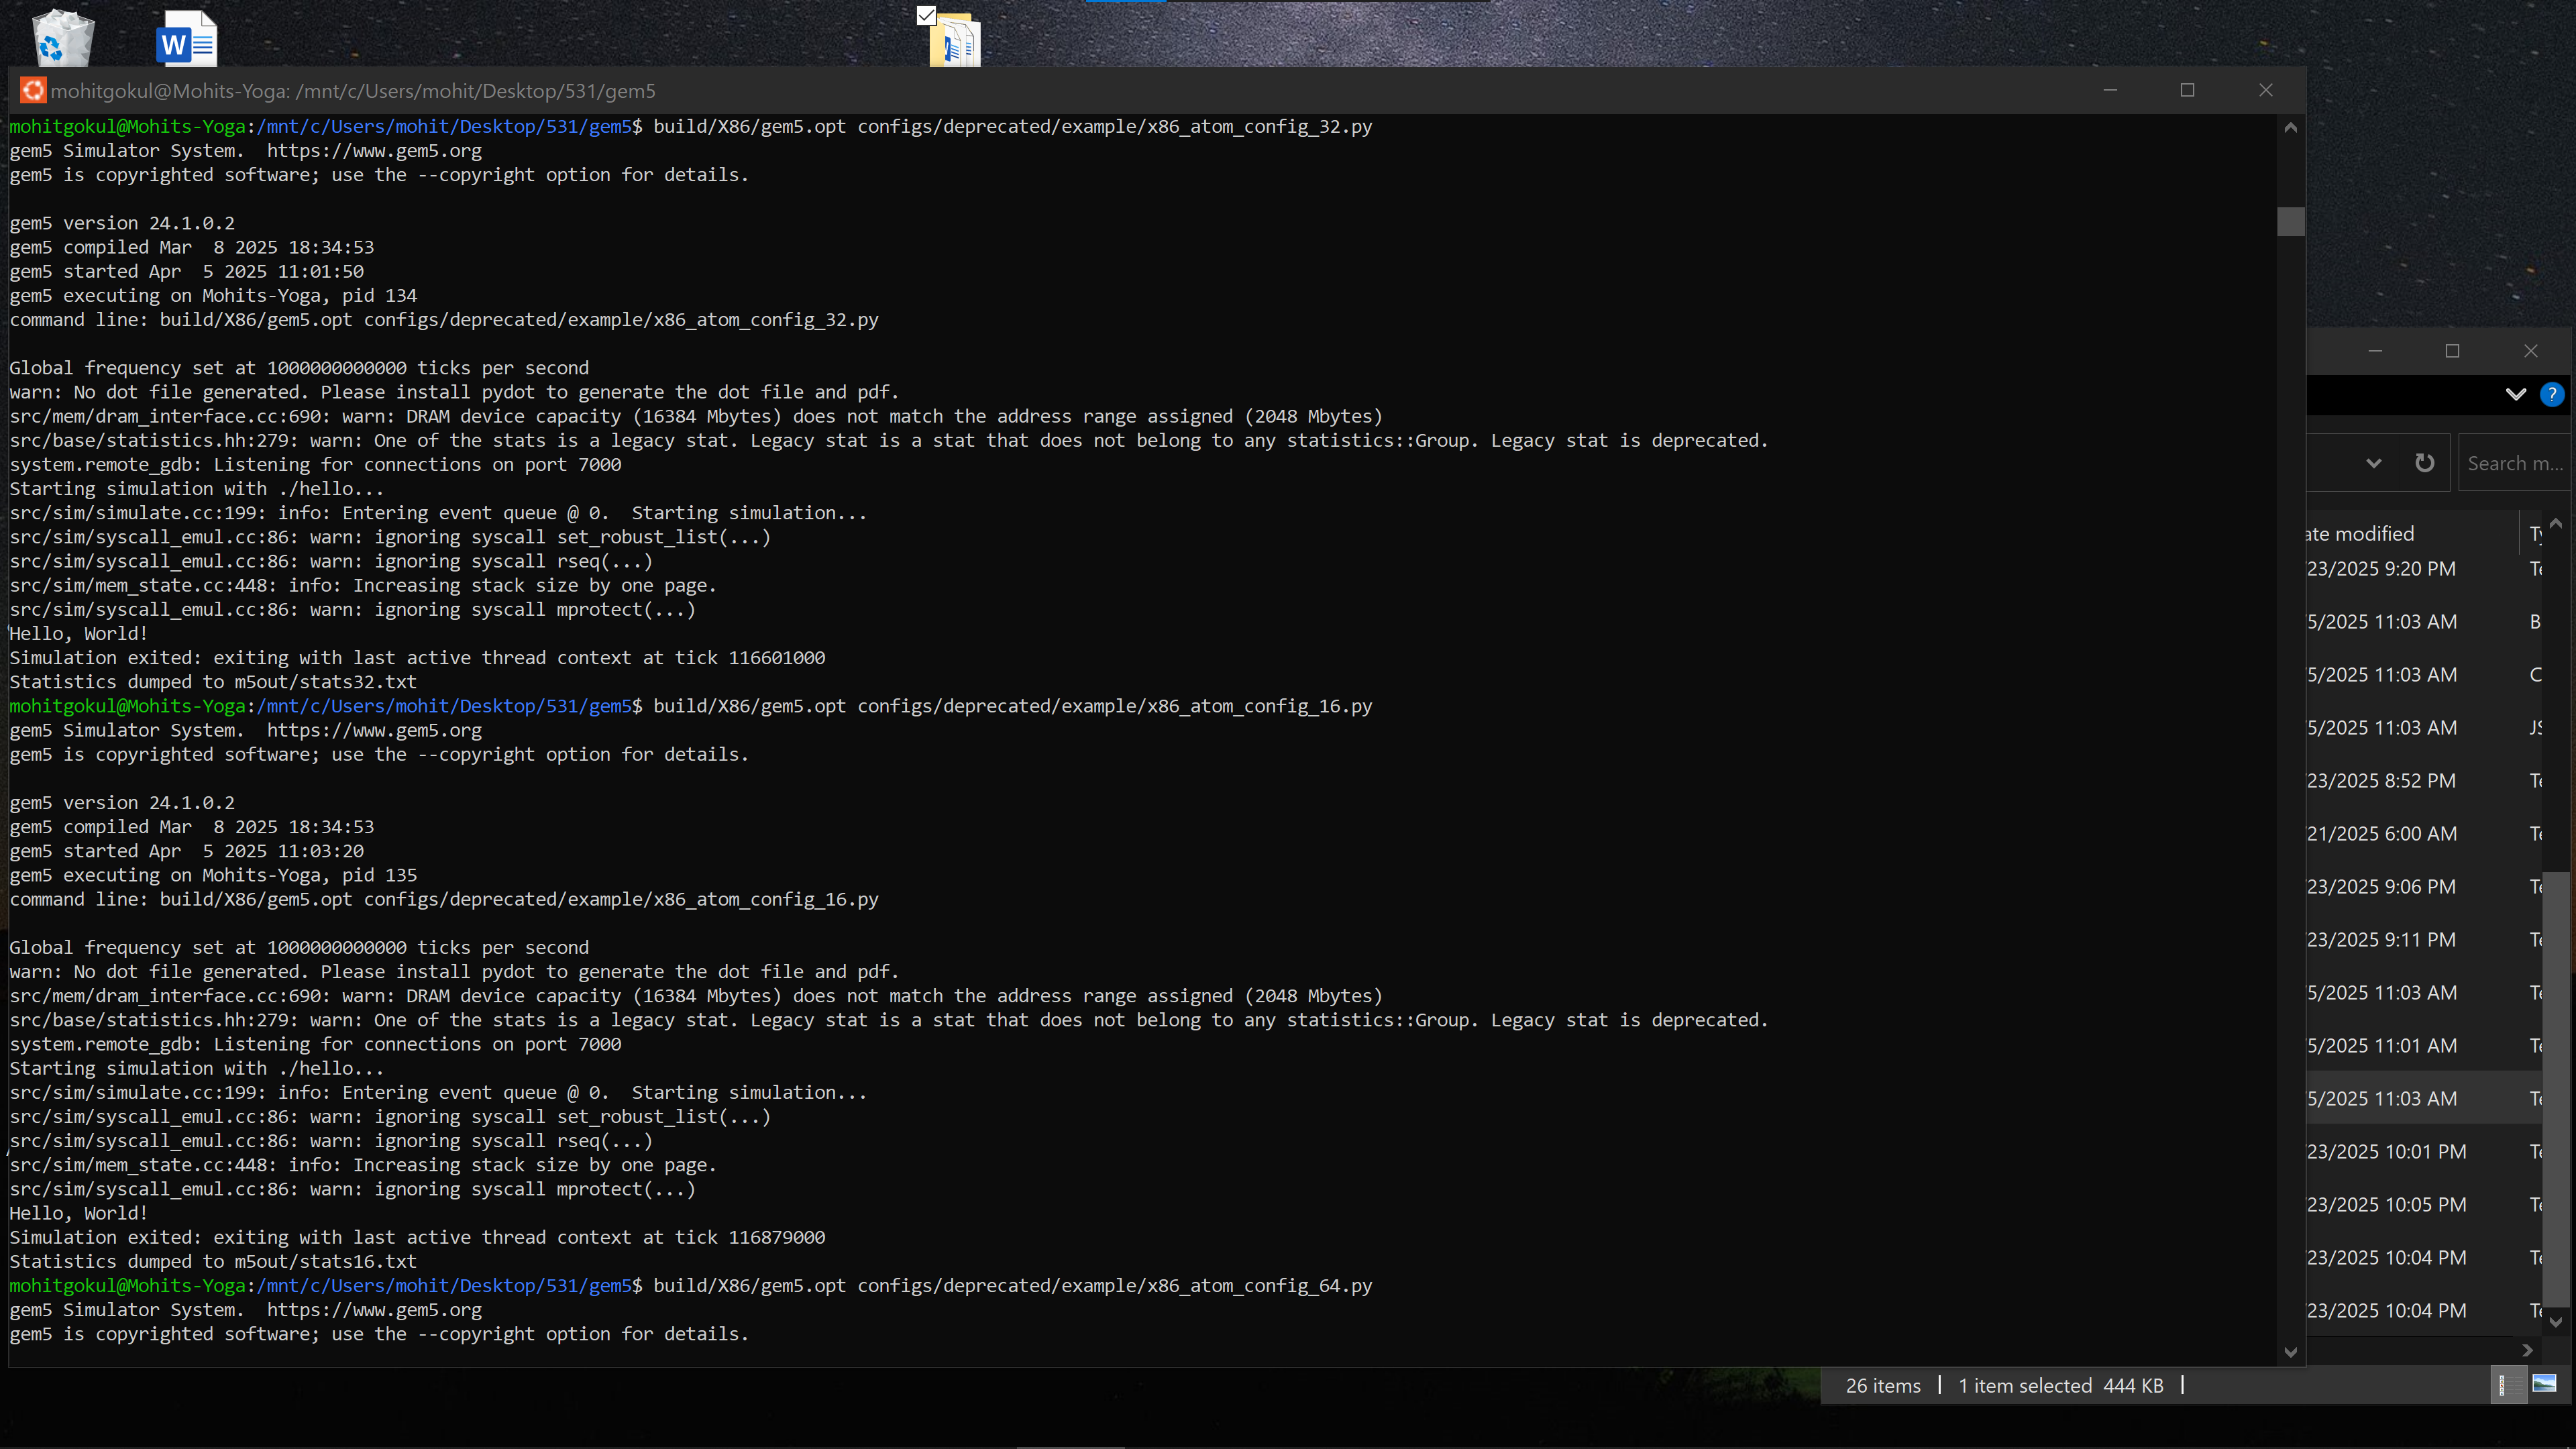 W
mohitgokul@Mohits-Yoga: /mnt/c/Users/mohit/Desktop/531/gem5
mohitgokul@Mohits-Yoga:/mnt/c/Users/mohit/Desktop/531/gem5$ build/X86/gem5.opt configs/deprecated/example/x86_atom_config_32.py
gem5 Simulator System.  https://www.gem5.org
gem5 is copyrighted software; use the --copyright option for details.
gem5 version 24.1.0.2
gem5 compiled Mar  8 2025 18:34:53
gem5 started Apr  5 2025 11:01:50
gem5 executing on Mohits-Yoga, pid 134
command line: build/X86/gem5.opt configs/deprecated/example/x86_atom_config_32.py
Global frequency set at 1000000000000 ticks per second
warn: No dot file generated. Please install pydot to generate the dot file and pdf.
src/mem/dram_interface.cc:690: warn: DRAM device capacity (16384 Mbytes) does not match the address range assigned (2048 Mbytes)
src/base/statistics.hh:279: warn: One of the stats is a legacy stat. Legacy stat is a stat that does not belong to any statistics::Group. Legacy stat is deprecated.
system.remote_gdb: Listening for connections on port 7000
Starting simulation with ./hello...
src/sim/simulate.cc:199: info: Entering event queue @ 0.  Starting simulation...
src/sim/syscall_emul.cc:86: warn: ignoring syscall set_robust_list(...)
src/sim/syscall_emul.cc:86: warn: ignoring syscall rseq(...)
src/sim/mem_state.cc:448: info: Increasing stack size by one page.
src/sim/syscall_emul.cc:86: warn: ignoring syscall mprotect(...)
Hello, World!
Simulation exited: exiting with last active thread context at tick 116601000
Statistics dumped to m5out/stats32.txt
mohitgokul@Mohits-Yoga:/mnt/c/Users/mohit/Desktop/531/gem5$ build/X86/gem5.opt configs/deprecated/example/x86_atom_config_16.py
gem5 Simulator System.  https://www.gem5.org
gem5 is copyrighted software; use the --copyright option for details.
gem5 version 24.1.0.2
gem5 compiled Mar  8 2025 18:34:53
gem5 started Apr  5 2025 11:03:20
gem5 executing on Mohits-Yoga, pid 135
command line: build/X86/gem5.opt configs/deprecated/example/x86_atom_config_16.py
Global frequency set at 1000000000000 ticks per second
warn: No dot file generated. Please install pydot to generate the dot file and pdf.
src/mem/dram_interface.cc:690: warn: DRAM device capacity (16384 Mbytes) does not match the address range assigned (2048 Mbytes)
src/base/statistics.hh:279: warn: One of the stats is a legacy stat. Legacy stat is a stat that does not belong to any statistics::Group. Legacy stat is deprecated.
system.remote_gdb: Listening for connections on port 7000
Starting simulation with ./hello...
src/sim/simulate.cc:199: info: Entering event queue @ 0.  Starting simulation...
src/sim/syscall_emul.cc:86: warn: ignoring syscall set_robust_list(...)
src/sim/syscall_emul.cc:86: warn: ignoring syscall rseq(...)
src/sim/mem_state.cc:448: info: Increasing stack size by one page.
src/sim/syscall_emul.cc:86: warn: ignoring syscall mprotect(...)
Hello, World!
Simulation exited: exiting with last active thread context at tick 116879000
Statistics dumped to m5out/stats16.txt
mohitgokul@Mohits-Yoga:/mnt/c/Users/mohit/Desktop/531/gem5$ build/X86/gem5.opt configs/deprecated/example/x86_atom_config_64.py
gem5 Simulator System.  https://www.gem5.org
gem5 is copyrighted software; use the --copyright option for details.
?
Search m...
ate modified
23/2025 9:20 PM Te
5/2025 11:03 AM B
5/2025 11:03 AM C
5/2025 11:03 AM JS
23/2025 8:52 PM Te
21/2025 6:00 AM Te
23/2025 9:06 PM Te
23/2025 9:11 PM Te
5/2025 11:03 AM Te
5/2025 11:01 AM Te
5/2025 11:03 AM Te
23/2025 10:01 PM Te
23/2025 10:05 PM Te
23/2025 10:04 PM Te
23/2025 10:04 PM Te
26 items | 1 item selected 444 KB |